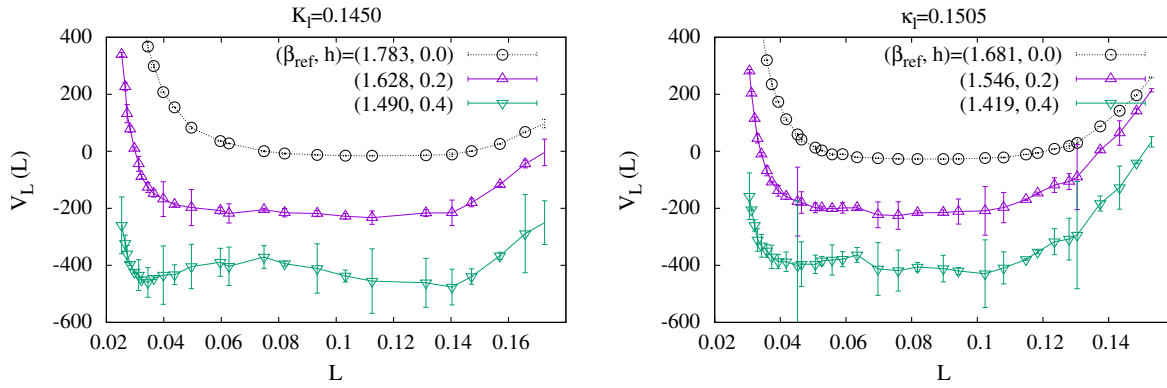 K_l=0.1450
400
200
0
-200
-400
-600
V_L (L)
0.02 0.04 0.06 0.08 0.1 0.12 0.14 0.16
L
(β_ref, h)=(1.783, 0.0)
(1.628, 0.2)
(1.490, 0.4)
κ_l=0.1505
400
200
0
-200
-400
-600
V_L (L)
0.02 0.04 0.06 0.08 0.1 0.12 0.14
L
(β_ref, h)=(1.681, 0.0)
(1.546, 0.2)
(1.419, 0.4)